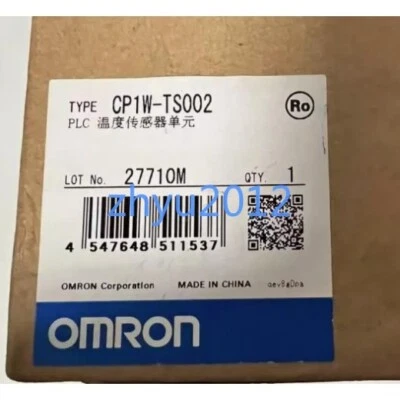 TYPE CP1W-TS002
Ro
PLC 温度传感器单元
LOT No. 27710M QTY. 1
zhyu2012
4 547648 511537
OMRON Corporation MADE IN CHINA
OMRON